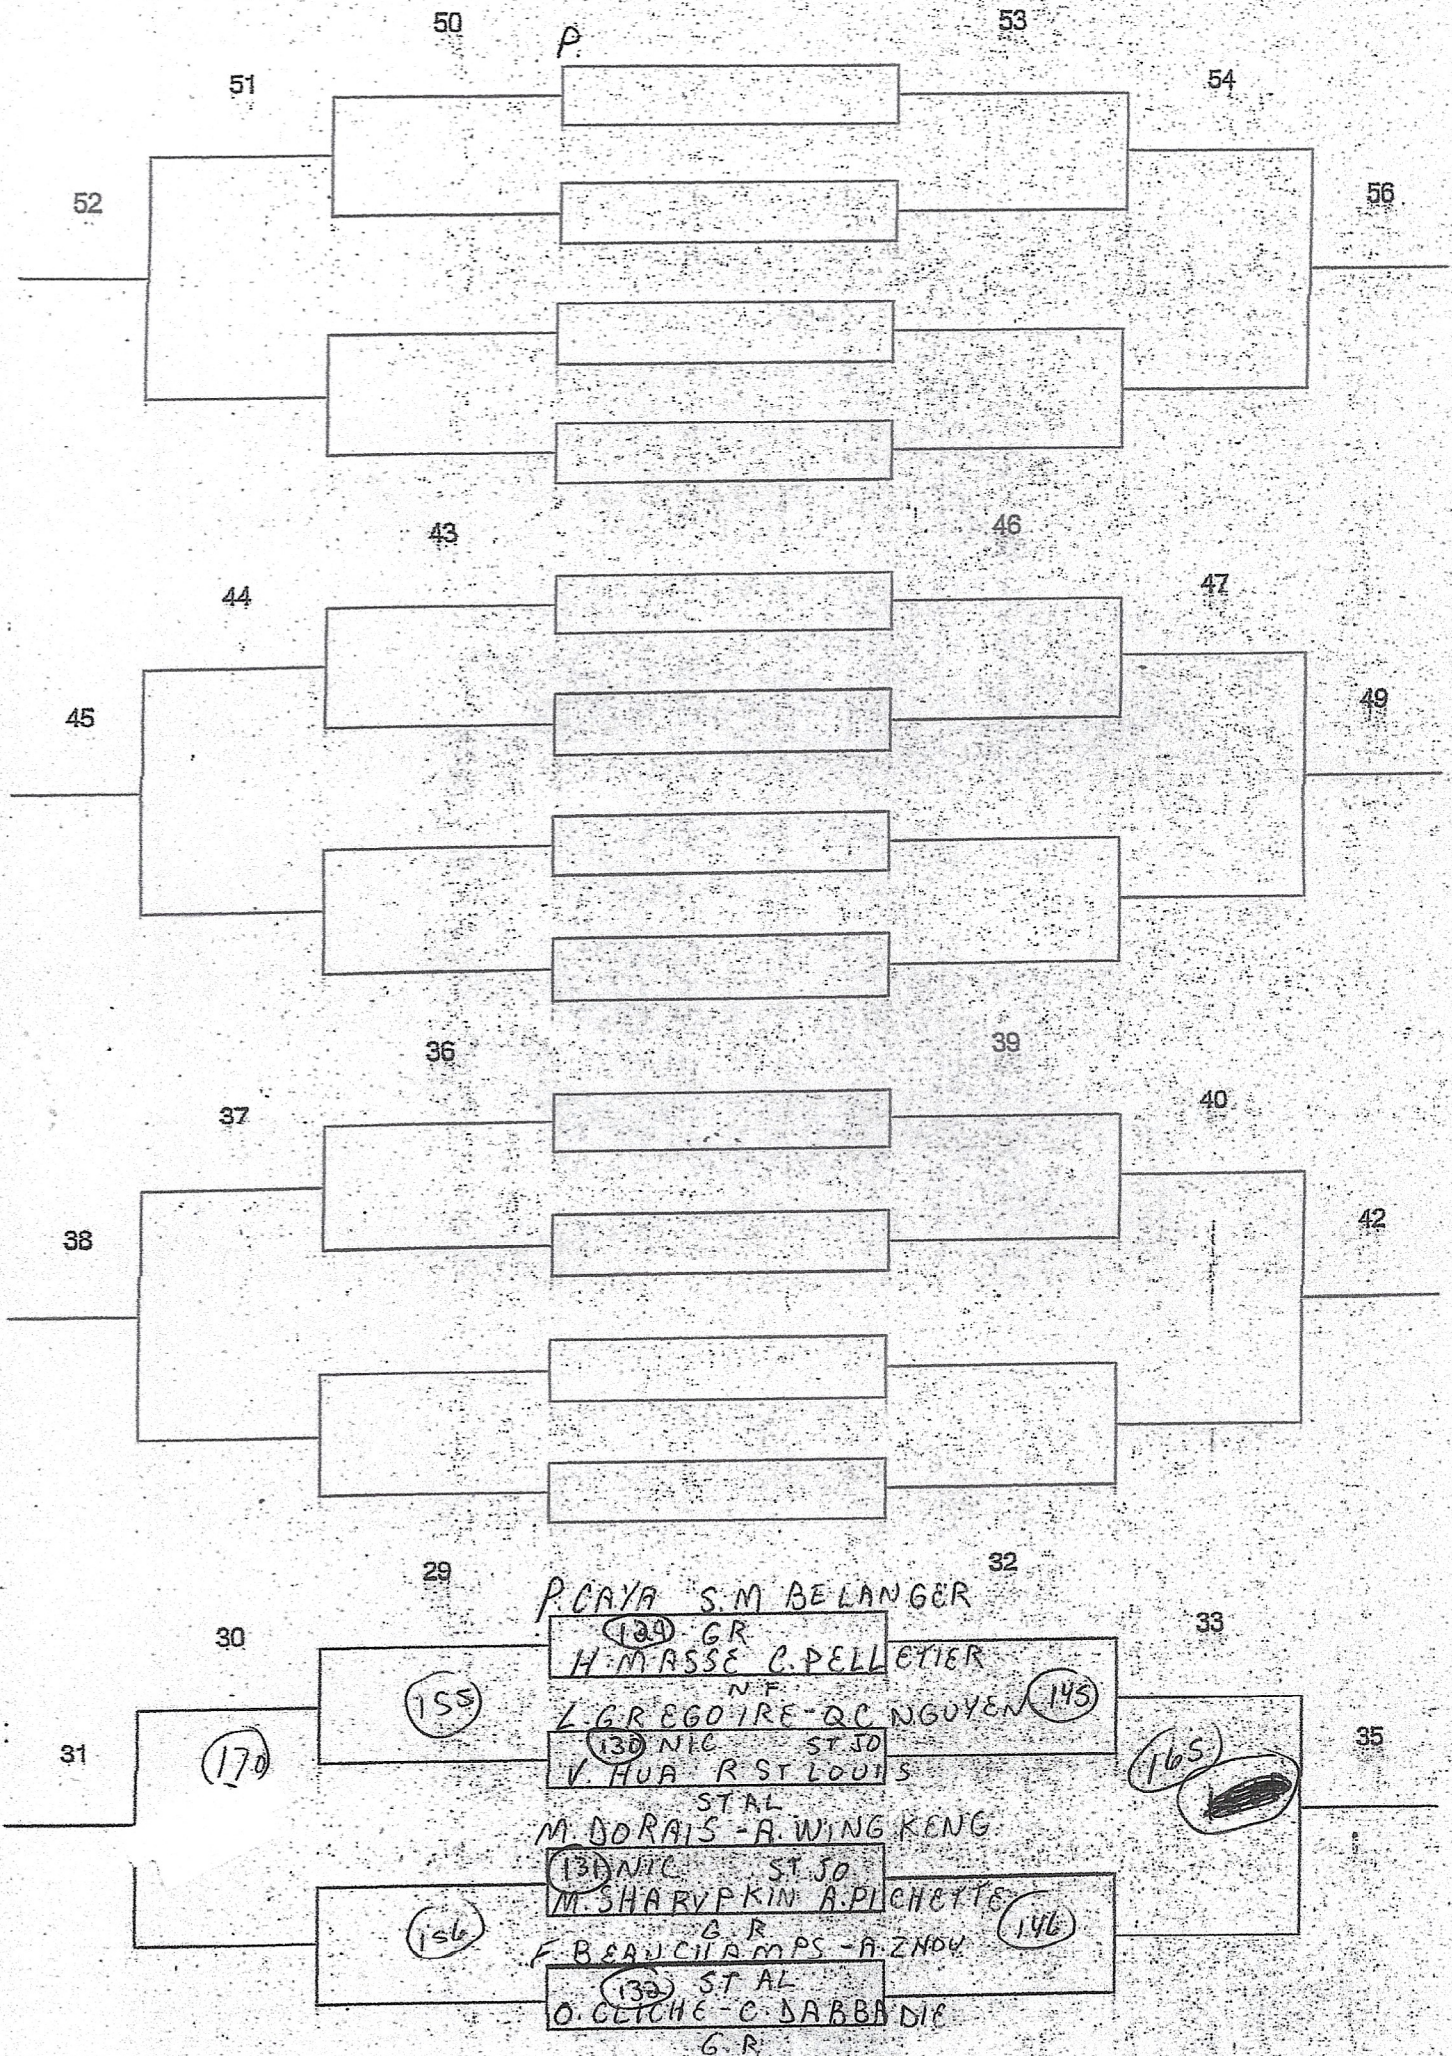 50
P.
53
51
54
52
56
43
46
44
47
45
49
36
39
37
40
38
42
29
32
P. CAYA S.M BELANGER
30
129 GR
33
H. MASSE C. PELLETIER
N F
155
L. GREGOIRE - QC NGUYEN 145
31
170
130 NIC ST JO
165
35
V. HUA R ST LOUIS
ST AL
M. DORAIS - A. WING KENG
131 NIC ST JO
M. SHARYPKIN A. PICHETTE
G R
156
146
F. BEAUCHAMPS - A. ZHOU
132 ST AL
O. CLICHE - C. DABBADIE
G. R